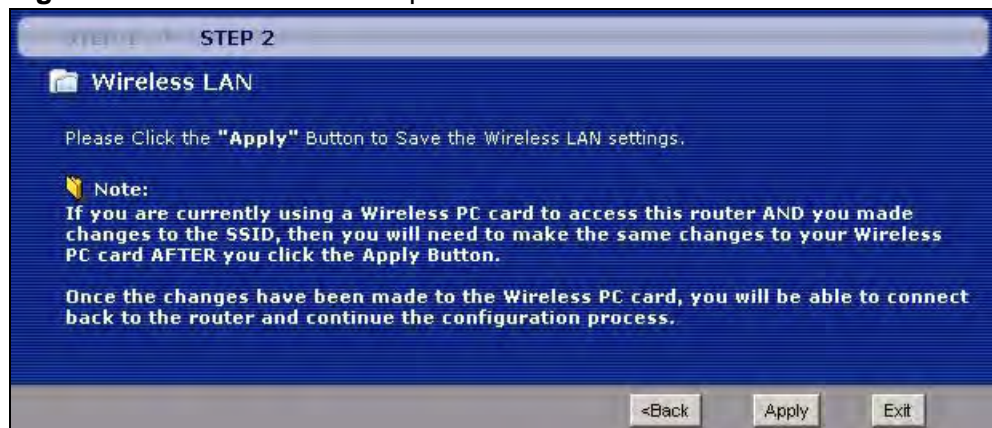 STEP 2
Wireless LAN
Please Click the "Apply" Button to Save the Wireless LAN settings.
Note:
If you are currently using a Wireless PC card to access this router AND you made
changes to the SSID, then you will need to make the same changes to your Wireless
PC card AFTER you click the Apply Button.
Once the changes have been made to the Wireless PC card, you will be able to connect
back to the router and continue the configuration process.
<Back
Apply
Exit